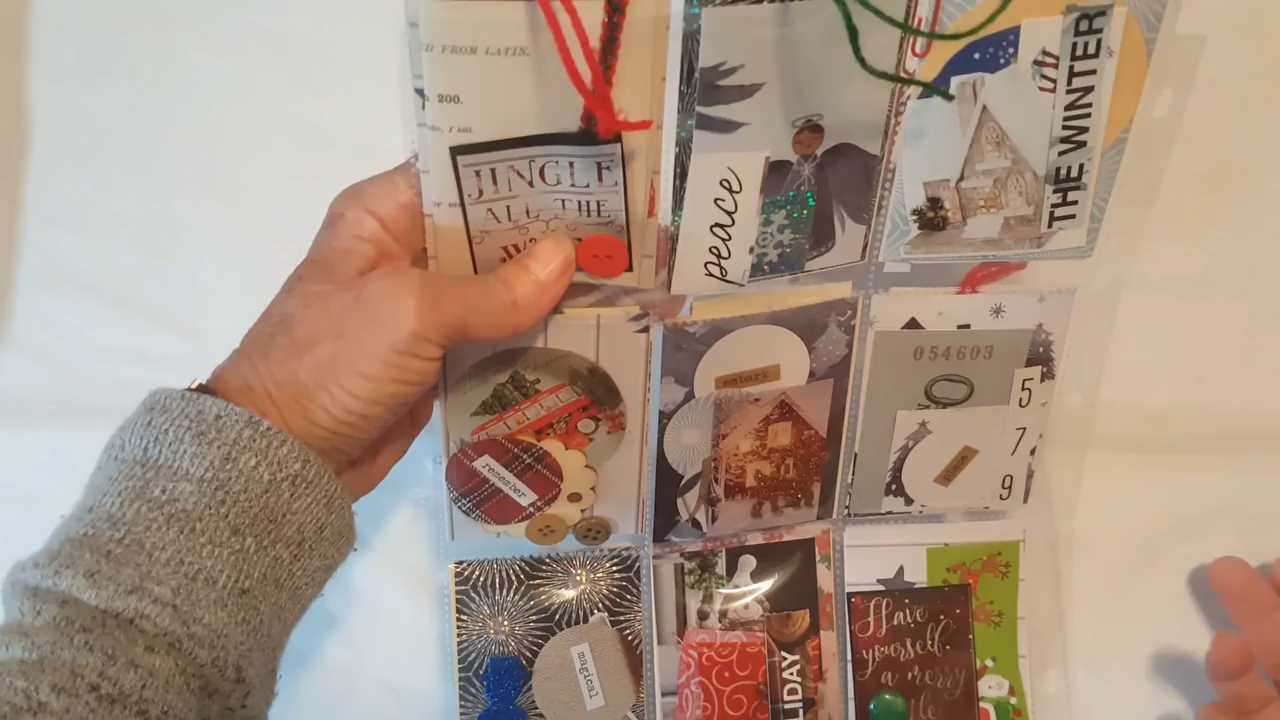 D FROM LATIN.
200.
JINGLE
ALL THE
peace
THE WINTER
remember
embark
054603
5
7
9
magical
LIDAY
Have
yourself
a merry